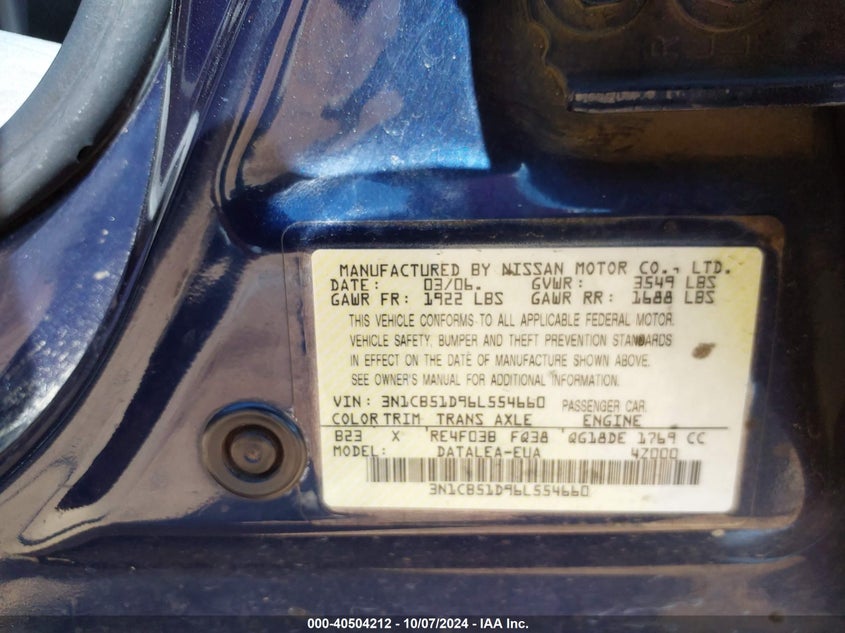 MANUFACTURED BY NISSAN MOTOR CO., LTD.
DATE: 03/06. GVWR: 3549 LBS
GAWR FR: 1922 LBS GAWR RR: 1688 LBS
THIS VEHICLE CONFORMS TO ALL APPLICABLE FEDERAL MOTOR
VEHICLE SAFETY, BUMPER AND THEFT PREVENTION STANDARDS
IN EFFECT ON THE DATE OF MANUFACTURE SHOWN ABOVE.
SEE OWNER'S MANUAL FOR ADDITIONAL INFORMATION.
VIN: 3N1CB51D96L554660 PASSENGER CAR
COLOR TRIM TRANS AXLE ENGINE
B23 X RE4F03B FQ38 QG18DE 1769 CC
MODEL: DATALEA-EUA 4Z000
3N1CB51D96L554660
000-40504212 - 10/07/2024 - IAA Inc.